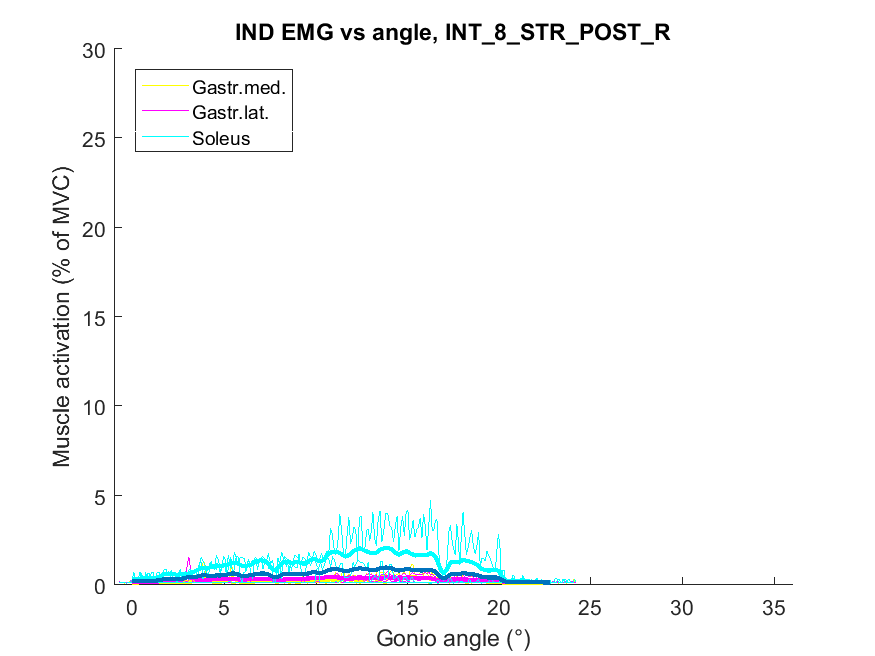 IND EMG vs angle, INT_8_STR_POST_R
30
25
20
15
10
5
0
Muscle activation (% of MVC)
Gastr.med.
Gastr.lat.
Soleus
0 5 10 15 20 25 30 35
Gonio angle (°)